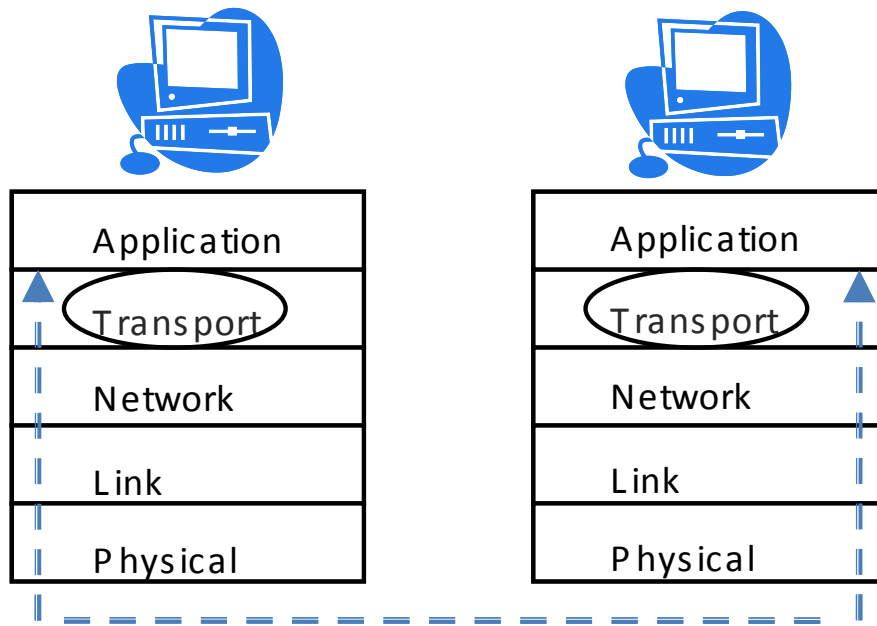 Application
Transport
Network
Link
Physical
Application
Transport
Network
Link
Physical